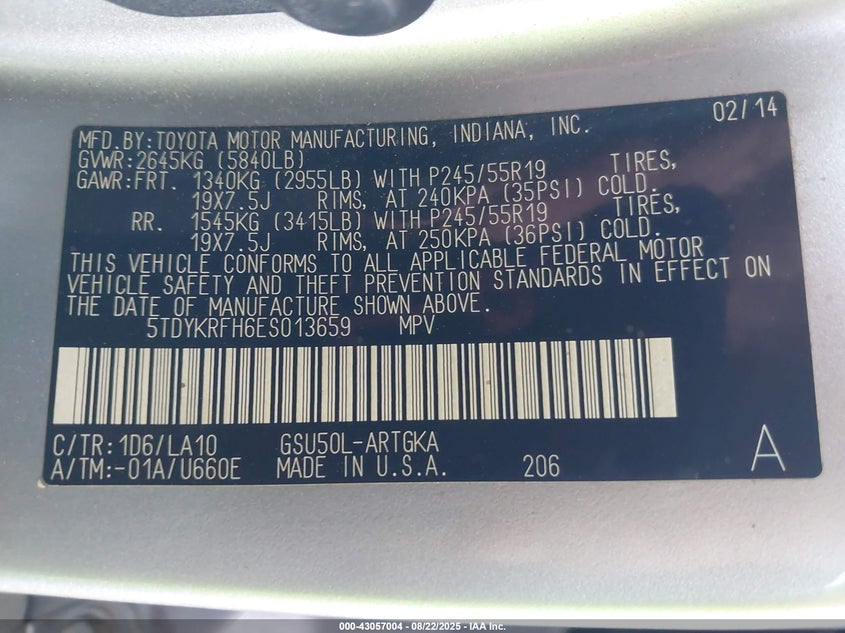 02/14
MFD.BY:TOYOTA MOTOR MANUFACTURING, INDIANA, INC.
GVWR:2645KG (5840LB)
GAWR:FRT. 1340KG (2955LB) WITH P245/55R19 TIRES,
19X7.5J RIMS, AT 240KPA (35PSI) COLD.
RR. 1545KG (3415LB) WITH P245/55R19 TIRES,
19X7.5J RIMS, AT 250KPA (36PSI) COLD.
THIS VEHICLE CONFORMS TO ALL APPLICABLE FEDERAL MOTOR
VEHICLE SAFETY AND THEFT PREVENTION STANDARDS IN EFFECT ON
THE DATE OF MANUFACTURE SHOWN ABOVE.
5TDYKRFH6ES013659 MPV
C/TR:1D6/LA10 GSU50L-ARTGKA
A/TM:-01A/U660E MADE IN U.S.A. 206 A
000-43057004 - 08/22/2025 - IAA Inc.